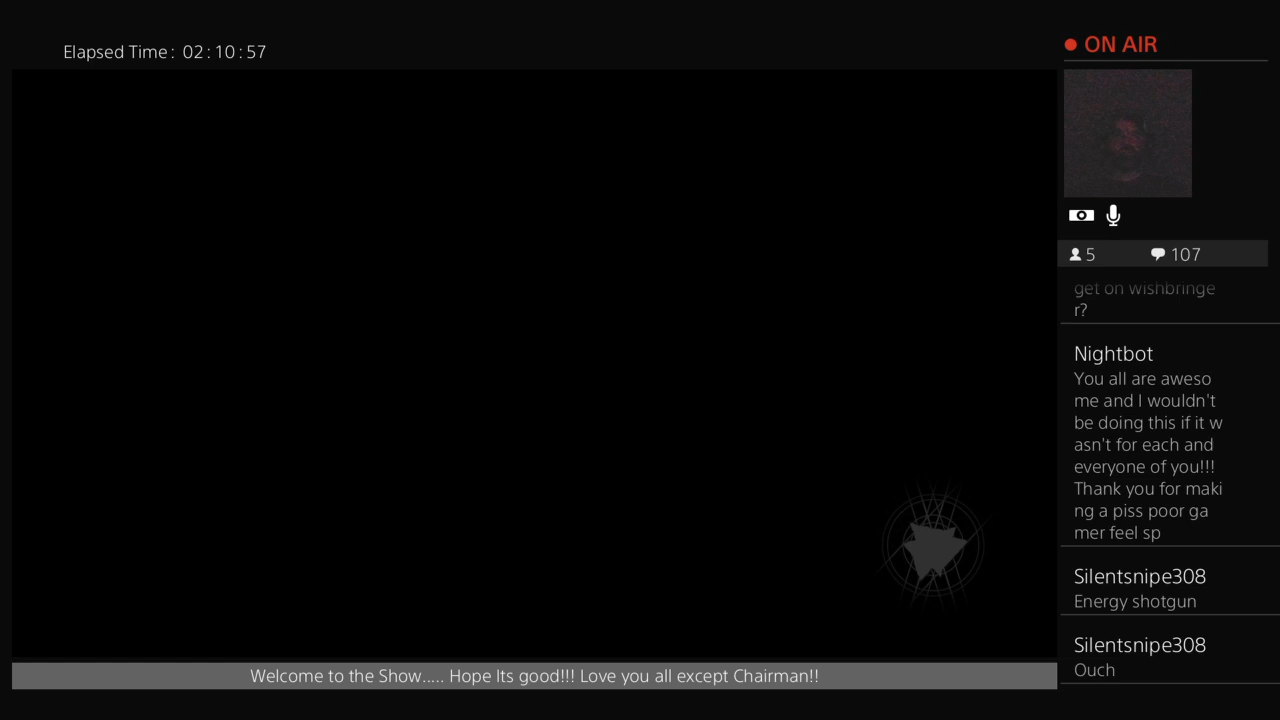 Elapsed Time: 02:10:57
ON AIR
5
107
get on wishbringe
r?
Nightbot
You all are aweso
me and I wouldn't
be doing this if it w
asn't for each and
everyone of you!!!
Thank you for maki
ng a piss poor ga
mer feel sp
Silentsnipe308
Energy shotgun
Silentsnipe308
Ouch
Welcome to the Show..... Hope Its good!!! Love you all except Chairman!!